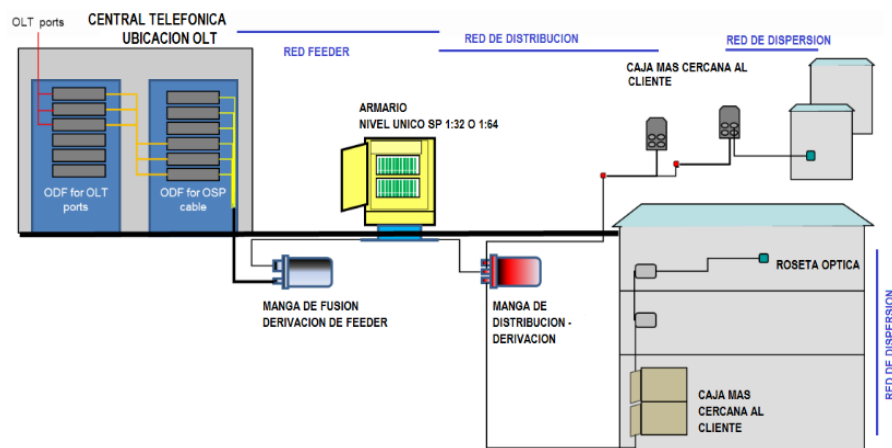 OLT ports
CENTRAL TELEFONICA
UBICACION OLT
RED FEEDER
RED DE DISTRIBUCION
RED DE DISPERSION
CAJA MAS CERCANA AL
CLIENTE
ARMARIO
NIVEL UNICO SP 1:32 O 1:64
ODF for OLT
ports
ODF for OSP
cable
MANGA DE FUSION
DERIVACION DE FEEDER
MANGA DE
DISTRIBUCION -
DERIVACION
ROSETA OPTICA
CAJA MAS
CERCANA AL
CLIENTE
RED DE DISPERSION